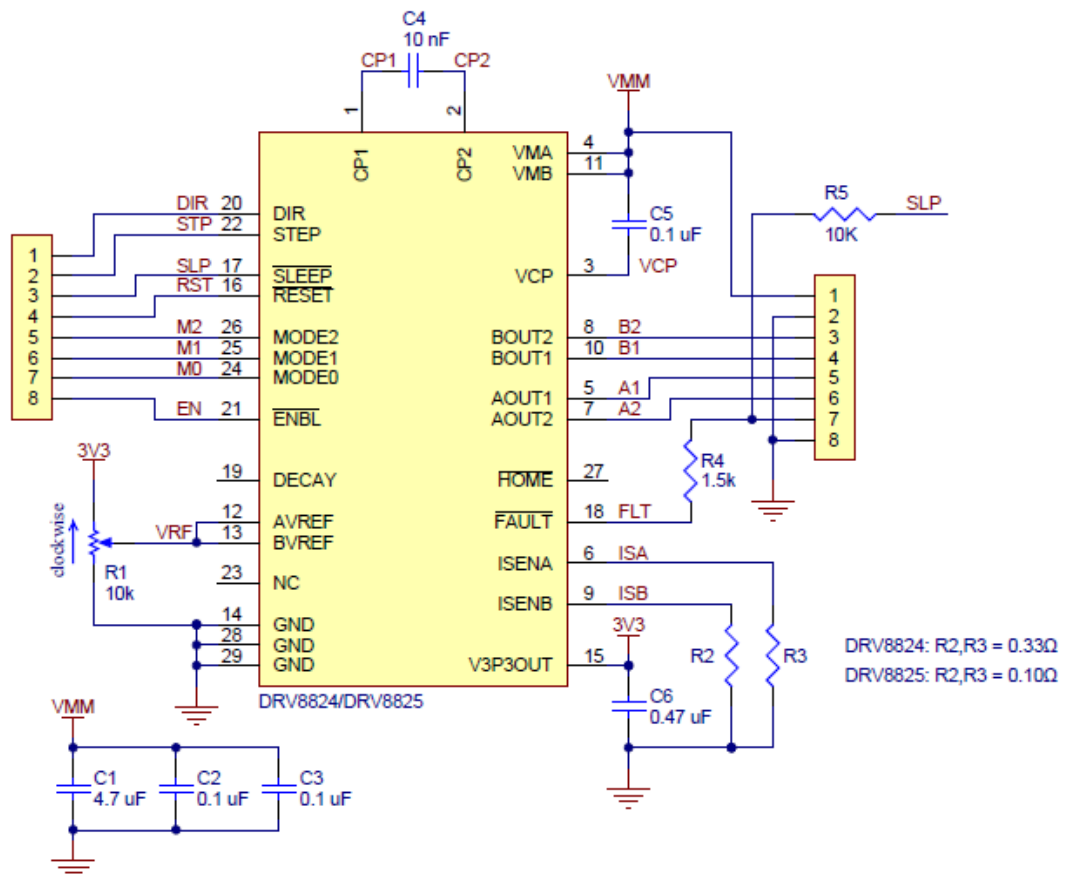 C4
10 nF
CP1
CP2
1
2
CP1
CP2
VMM
VMA 4
VMB 11
C5
0.1 uF
VCP
VCP 3
R5
10K
SLP
DIR 20 DIR
STP 22 STEP
SLP 17 SLEEP
RST 16 RESET
M2 26 MODE2
M1 25 MODE1
M0 24 MODE0
EN 21 ENBL
1
2
3
4
5
6
7
8
BOUT2 8 B2
BOUT1 10 B1
AOUT1 5 A1
AOUT2 7 A2
1
2
3
4
5
6
7
8
3V3
clockwise
R1
10k
VRF
19 DECAY
12 AVREF
13 BVREF
23 NC
14 GND
28 GND
29 GND
HOME 27
FAULT 18 FLT
R4
1.5k
ISENA 6 ISA
ISENB 9 ISB
3V3
V3P3OUT 15
C6
0.47 uF
R2
R3
DRV8824: R2,R3 = 0.33Ω
DRV8825: R2,R3 = 0.10Ω
DRV8824/DRV8825
VMM
C1
4.7 uF
C2
0.1 uF
C3
0.1 uF